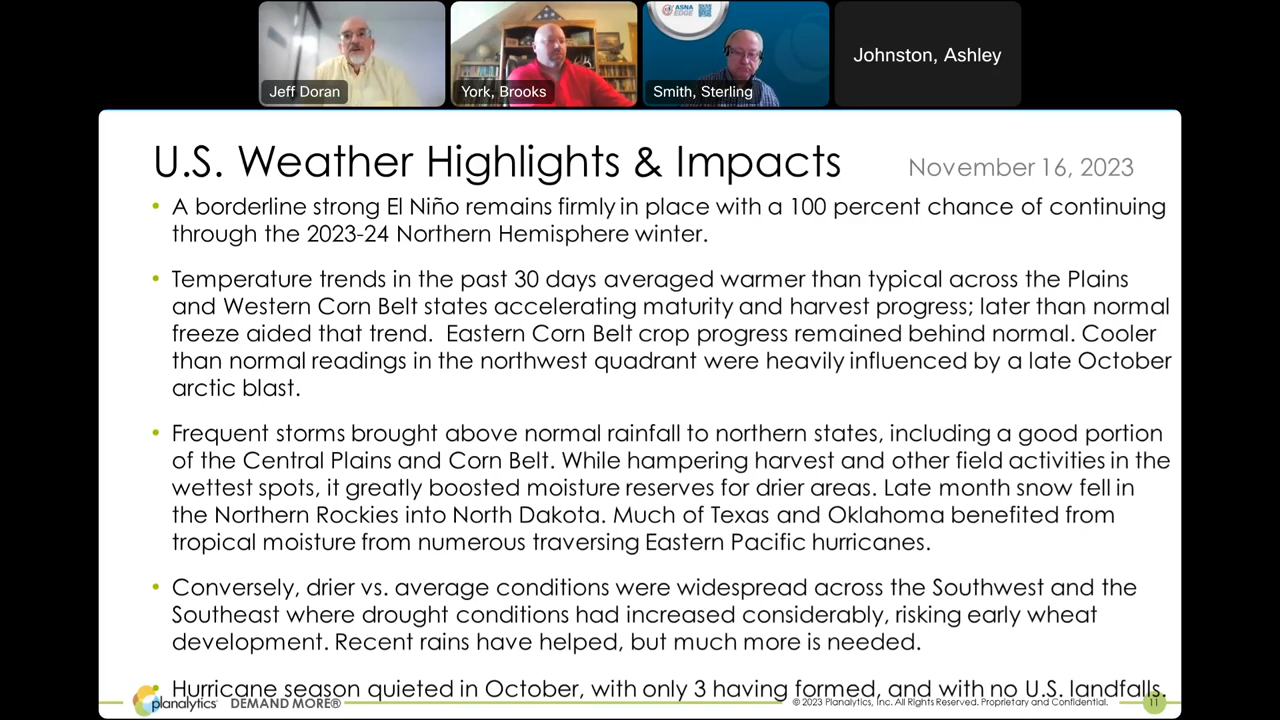 ASNA
EDGE
Jeff Doran
York, Brooks
Smith, Sterling
Johnston, Ashley
U.S. Weather Highlights & Impacts
November 16, 2023
• A borderline strong El Niño remains firmly in place with a 100 percent chance of continuing
through the 2023-24 Northern Hemisphere winter.
• Temperature trends in the past 30 days averaged warmer than typical across the Plains
and Western Corn Belt states accelerating maturity and harvest progress; later than normal
freeze aided that trend. Eastern Corn Belt crop progress remained behind normal. Cooler
than normal readings in the northwest quadrant were heavily influenced by a late October
arctic blast.
• Frequent storms brought above normal rainfall to northern states, including a good portion
of the Central Plains and Corn Belt. While hampering harvest and other field activities in the
wettest spots, it greatly boosted moisture reserves for drier areas. Late month snow fell in
the Northern Rockies into North Dakota. Much of Texas and Oklahoma benefited from
tropical moisture from numerous traversing Eastern Pacific hurricanes.
• Conversely, drier vs. average conditions were widespread across the Southwest and the
Southeast where drought conditions had increased considerably, risking early wheat
development. Recent rains have helped, but much more is needed.
• Hurricane season quieted in October, with only 3 having formed, and with no U.S. landfalls.
planalytics DEMAND MORE®
© 2023 Planalytics, Inc. All Rights Reserved. Proprietary and Confidential.
11